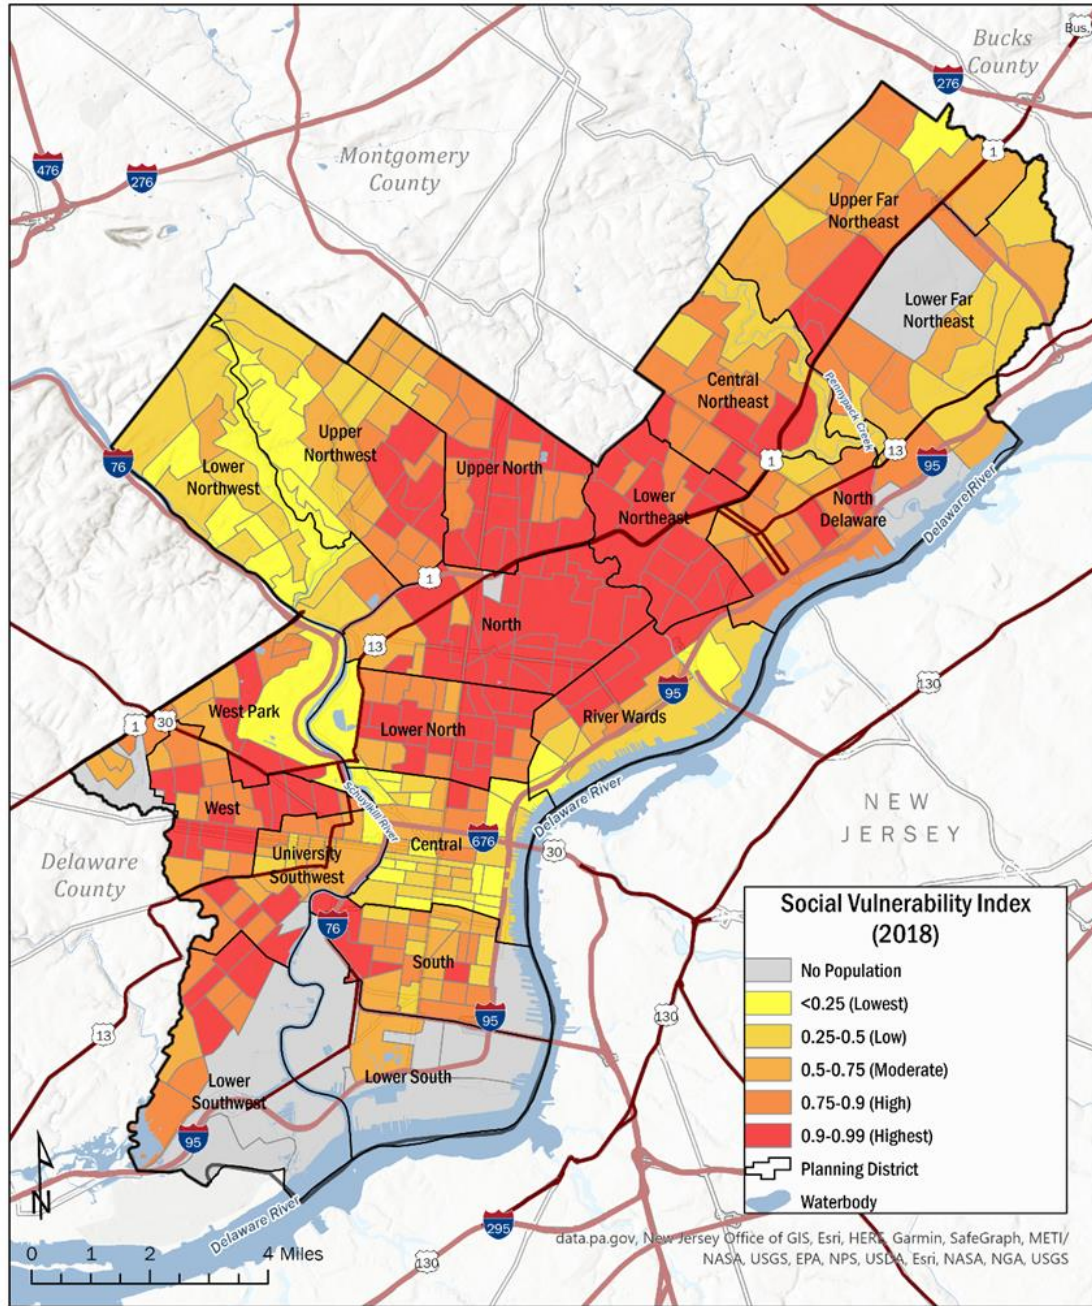 Bucks
County
Bus.
276
1
476
276
Montgomery
County
Upper Far
Northeast
Lower Far
Northeast
Central
Northeast
Pennypack Creek
76
Lower
Northwest
Upper
Northwest
Upper North
Lower
Northeast
1
13
95
North
Delaware
Delaware River
1
North
13
95
130
West Park
1
30
Lower North
River Wards
West
Schuylkill River
Central
676
Delaware River
30
NEW
JERSEY
University
Southwest
Delaware
County
76
South
95
13
130
Lower South
Lower
Southwest
95
N
Delaware River
295
130
0 1 2 4 Miles
Social Vulnerability Index
(2018)
No Population
<0.25 (Lowest)
0.25-0.5 (Low)
0.5-0.75 (Moderate)
0.75-0.9 (High)
0.9-0.99 (Highest)
Planning District
Waterbody
data.pa.gov, New Jersey Office of GIS, Esri, HERE, Garmin, SafeGraph, METI/
NASA, USGS, EPA, NPS, USDA, Esri, NASA, NGA, USGS